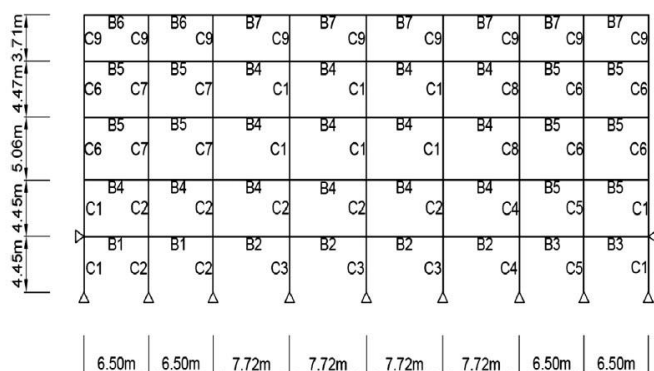 B6 B6 B7 B7 B7 B7 B7 B7
3.71m C9 C9 C9 C9 C9 C9 C9 C9 C9
B5 B5 B4 B4 B4 B4 B5 B5
4.47m C6 C7 C7 C1 C1 C1 C8 C6 C6
B5 B5 B4 B4 B4 B4 B5 B5
5.06m C6 C7 C7 C1 C1 C1 C8 C6 C6
B4 B4 B4 B4 B4 B4 B5 B5
4.45m C1 C2 C2 C2 C2 C2 C4 C5 C1
B1 B1 B2 B2 B2 B2 B3 B3
4.45m C1 C2 C2 C3 C3 C3 C4 C5 C1
6.50m 6.50m 7.72m 7.72m 7.72m 7.72m 6.50m 6.50m